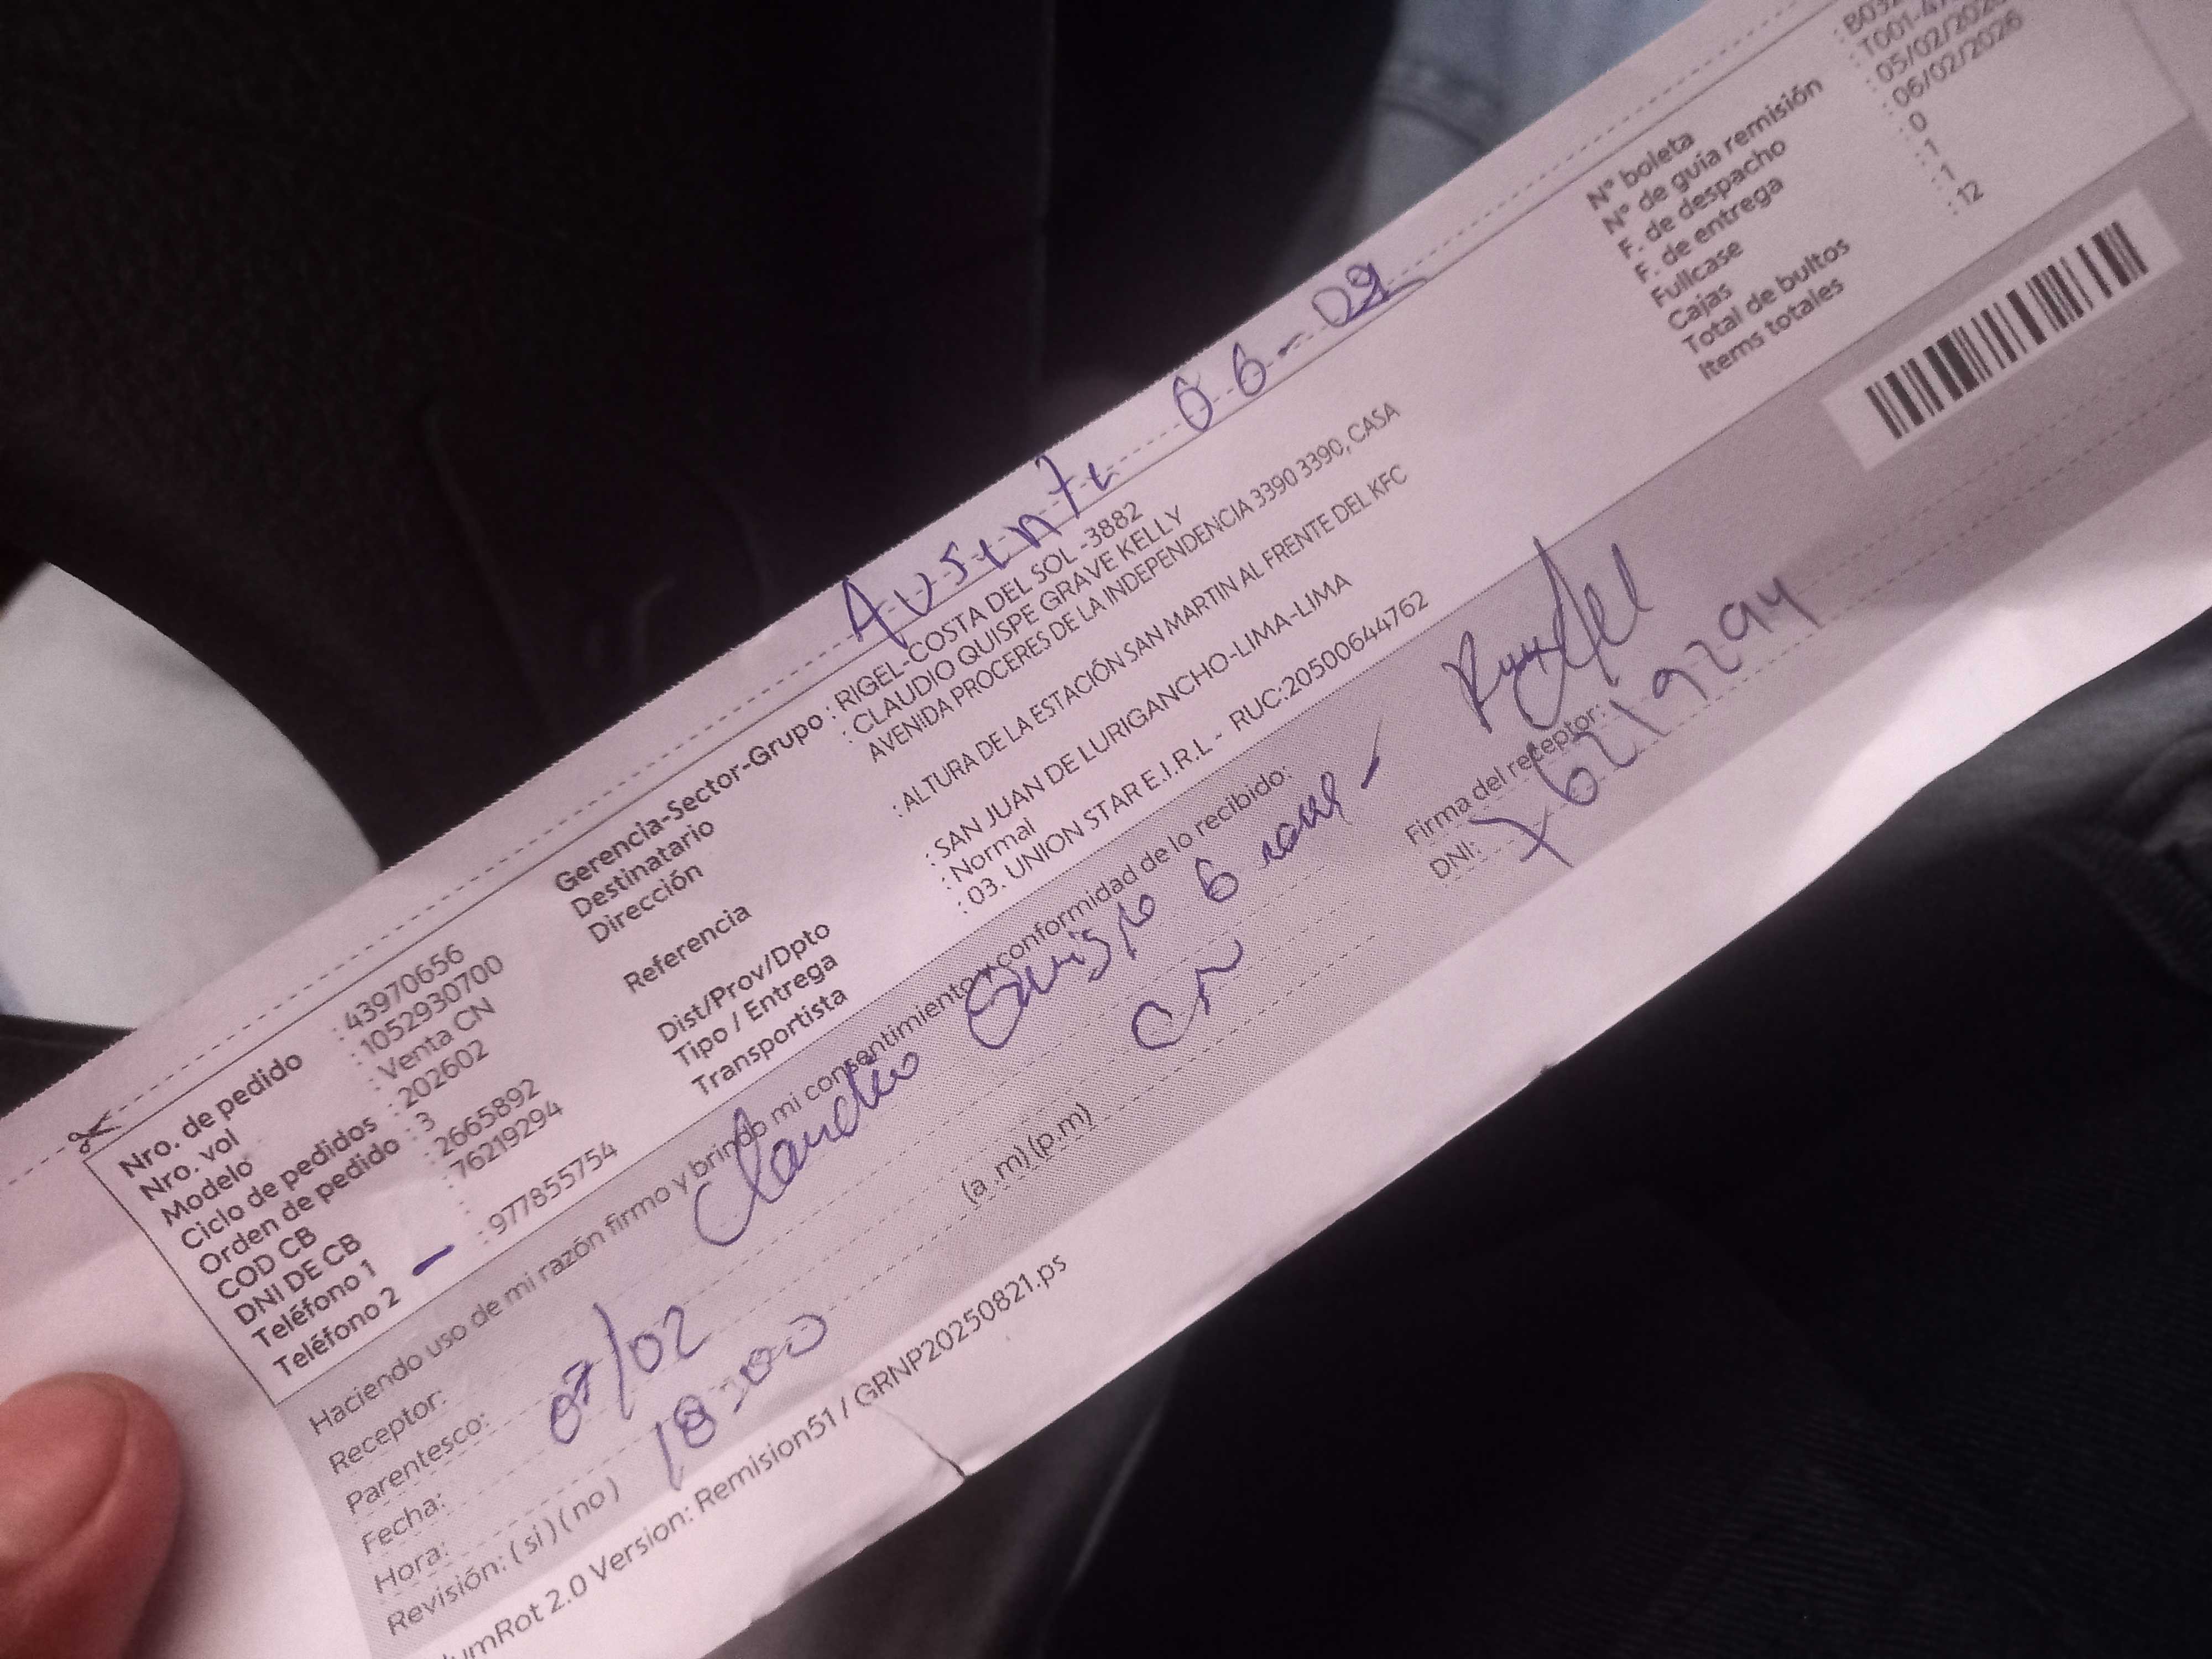 Ausente 06-02
Nro. de pedido : 43970656
Nro. vol : 1052930700
Modelo : Venta CN
Ciclo de pedidos : 202602
Orden de pedido : 3
COD CB : 2665892
DNI DE CB : 76219294
Teléfono 1
Teléfono 2 - : 977855754
Gerencia-Sector-Grupo : RIGEL-COSTA DEL SOL -3882
Destinatario : CLAUDIO QUISPE GRAVE KELLY
Dirección AVENIDA PROCERES DE LA INDEPENDENCIA 3390 3390, CASA
Referencia : ALTURA DE LA ESTACIÓN SAN MARTIN AL FRENTE DEL KFC
Dist/Prov/Dpto : SAN JUAN DE LURIGANCHO-LIMA-LIMA
Tipo / Entrega : Normal
Transportista : 03. UNION STAR E.I.R.L - RUC:20500644762
N° boleta
N° de guía remisión : T001-
F. de despacho : 05/02/2026
F. de entrega : 06/02/2026
Fullcase : 0
Cajas : 1
Total de bultos : 1
Items totales : 12
Haciendo uso de mi razón firmo y brindo mi consentimiento y conformidad de lo recibido:
Receptor: Claudio Quispe
Parentesco: CN
Fecha: 07/02
Hora: 18:00 (a .m) (p.m)
Revisión: ( si ) ( no )
Firma del receptor:
DNI: 76219294
umRot 2.0 Version: Remision51 / GRNP20250821.ps